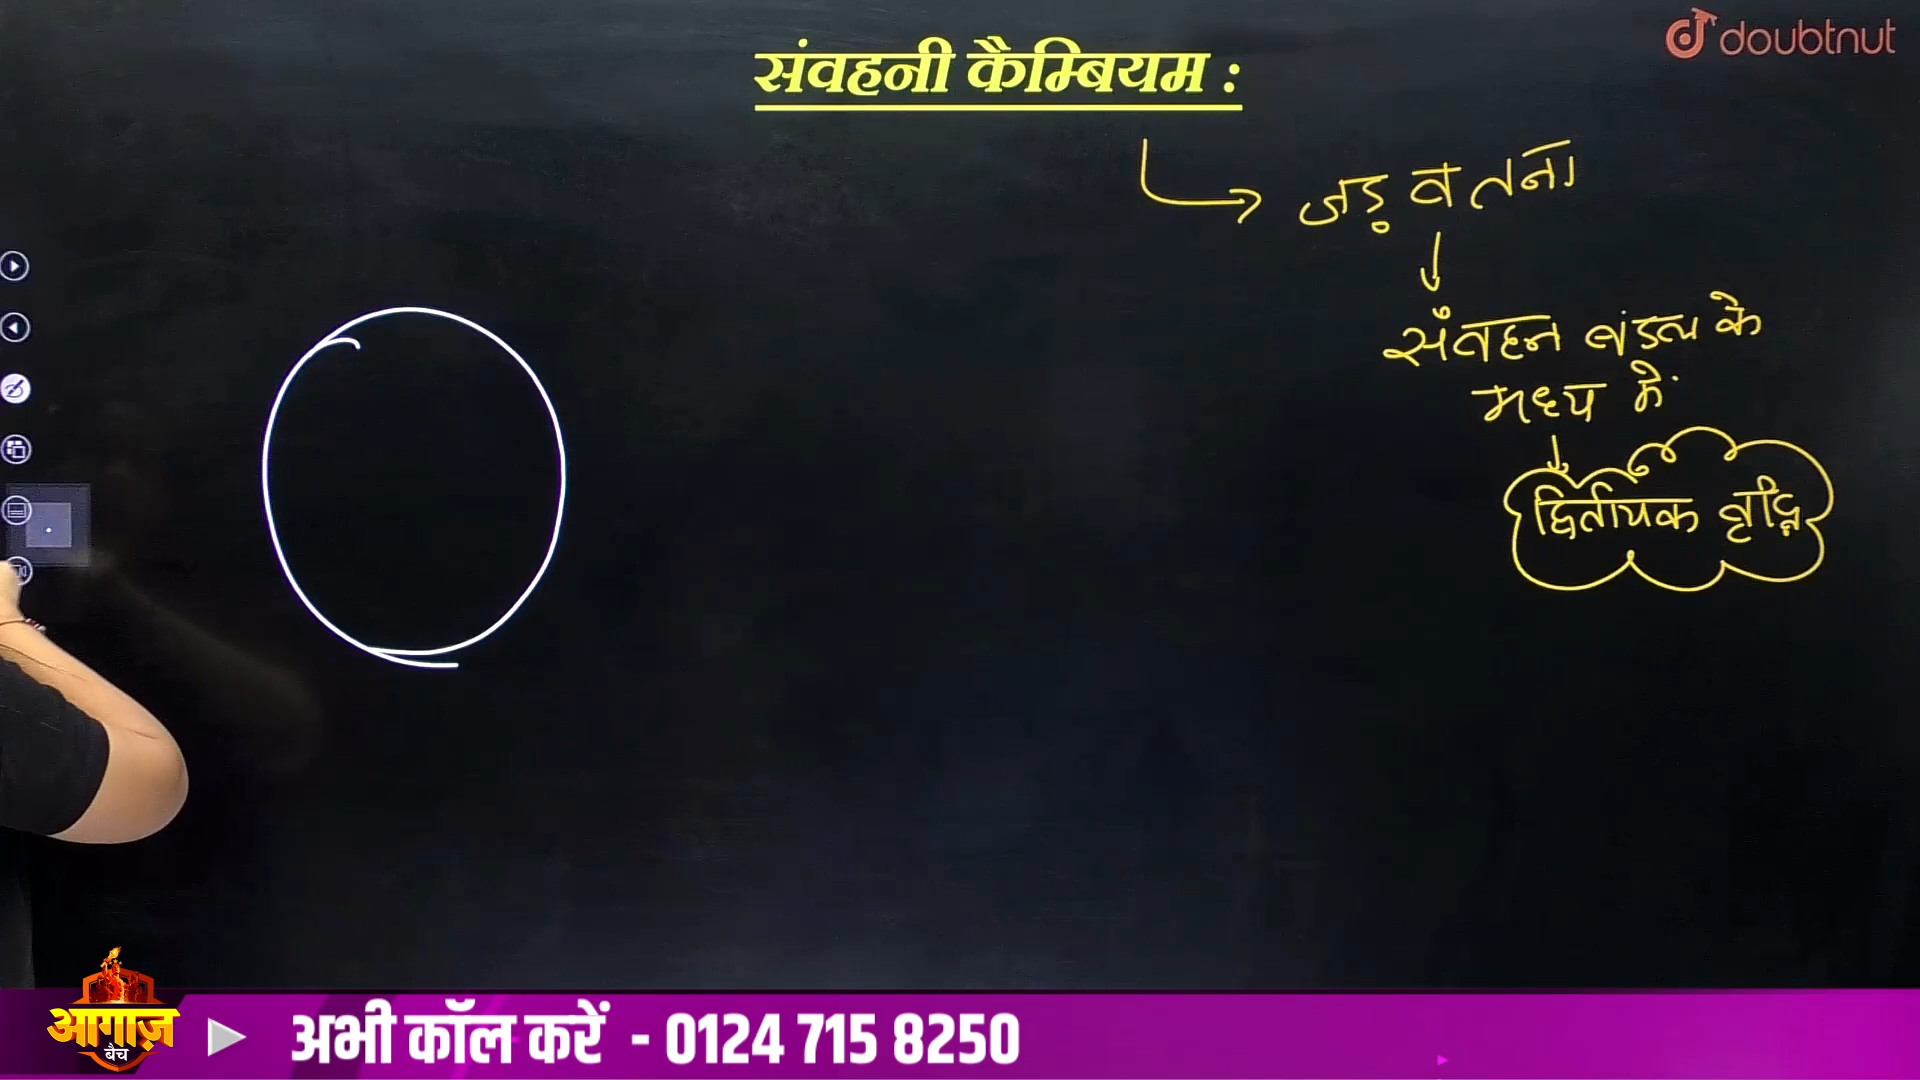 doubtnut
संवहनी कैम्बियम :
जड़ व तना
संवहन बंडल के
मध्य में
द्वितीयक वृद्धि
आगाज़
बैच
अभी कॉल करें - 0124 715 8250